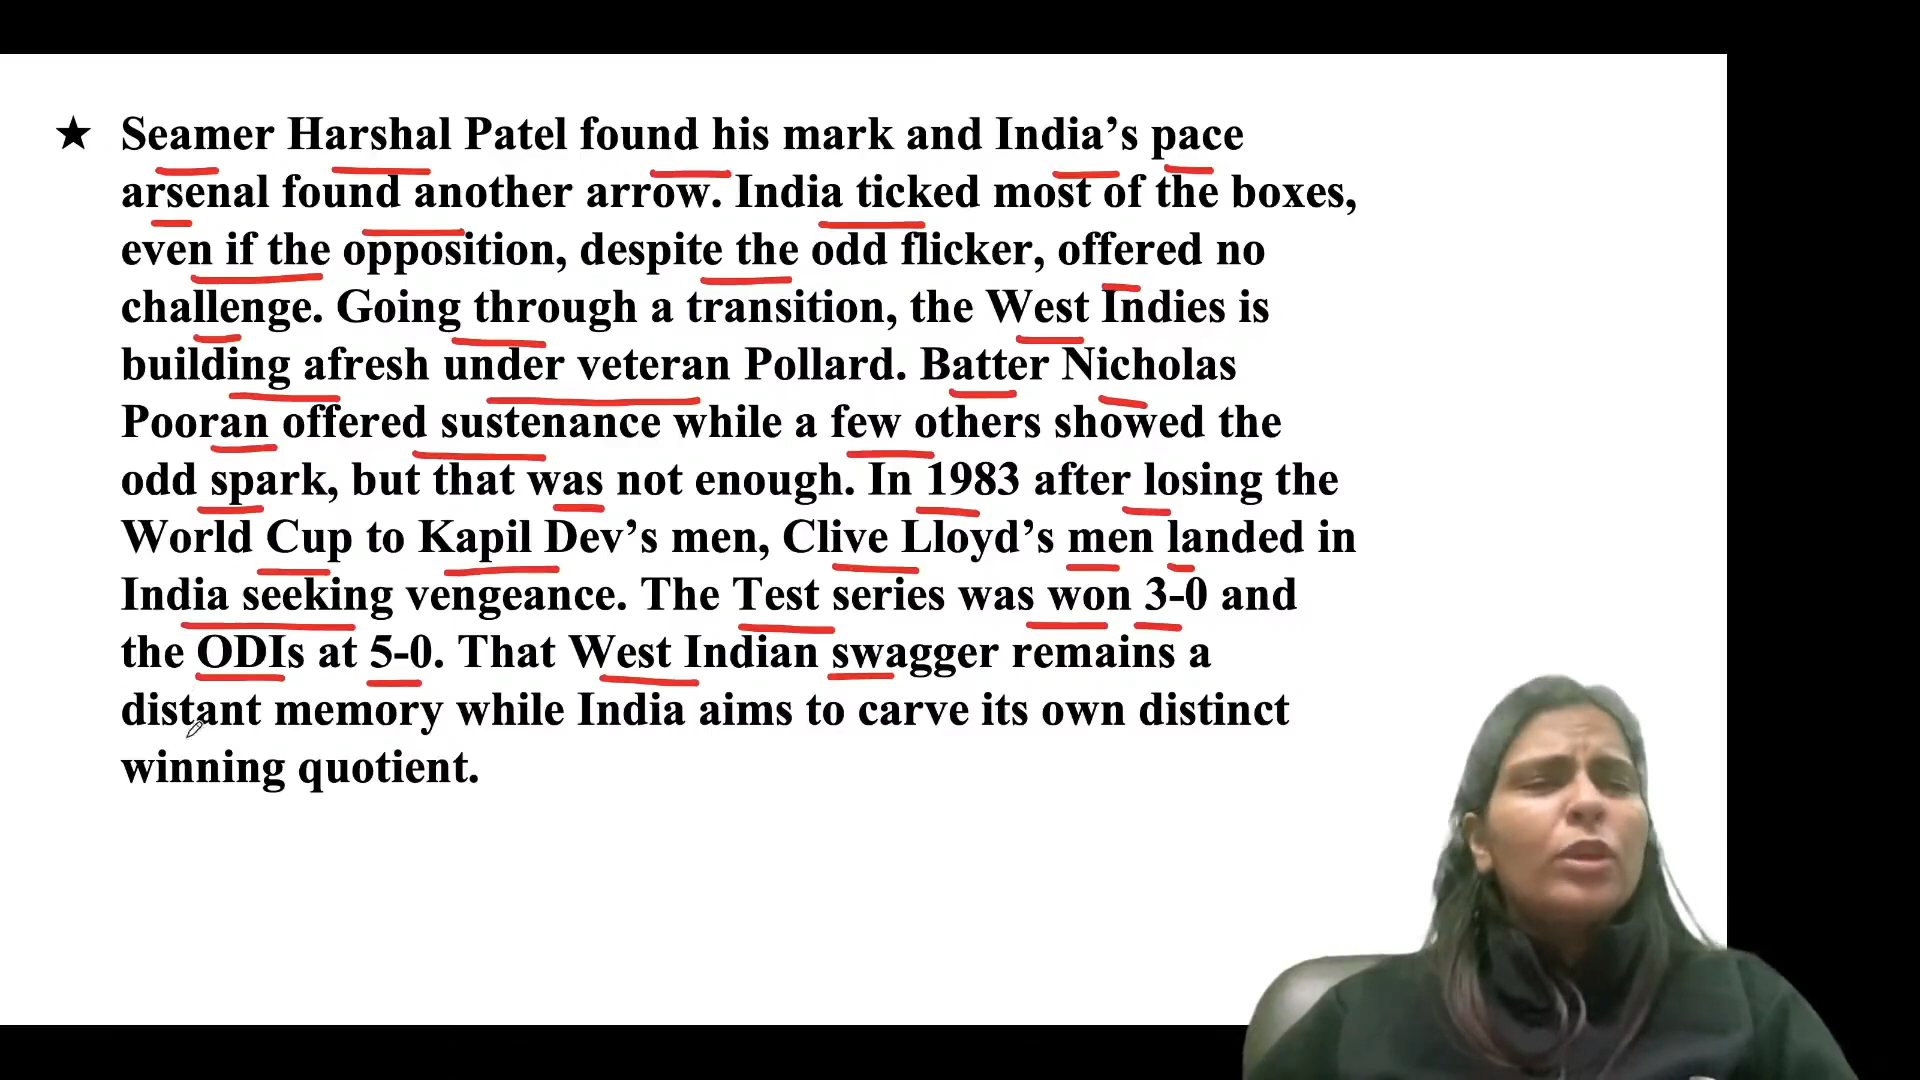 ★ Seamer Harshal Patel found his mark and India’s pace
arsenal found another arrow. India ticked most of the boxes,
even if the opposition, despite the odd flicker, offered no
challenge. Going through a transition, the West Indies is
building afresh under veteran Pollard. Batter Nicholas
Pooran offered sustenance while a few others showed the
odd spark, but that was not enough. In 1983 after losing the
World Cup to Kapil Dev’s men, Clive Lloyd’s men landed in
India seeking vengeance. The Test series was won 3-0 and
the ODIs at 5-0. That West Indian swagger remains a
distant memory while India aims to carve its own distinct
winning quotient.